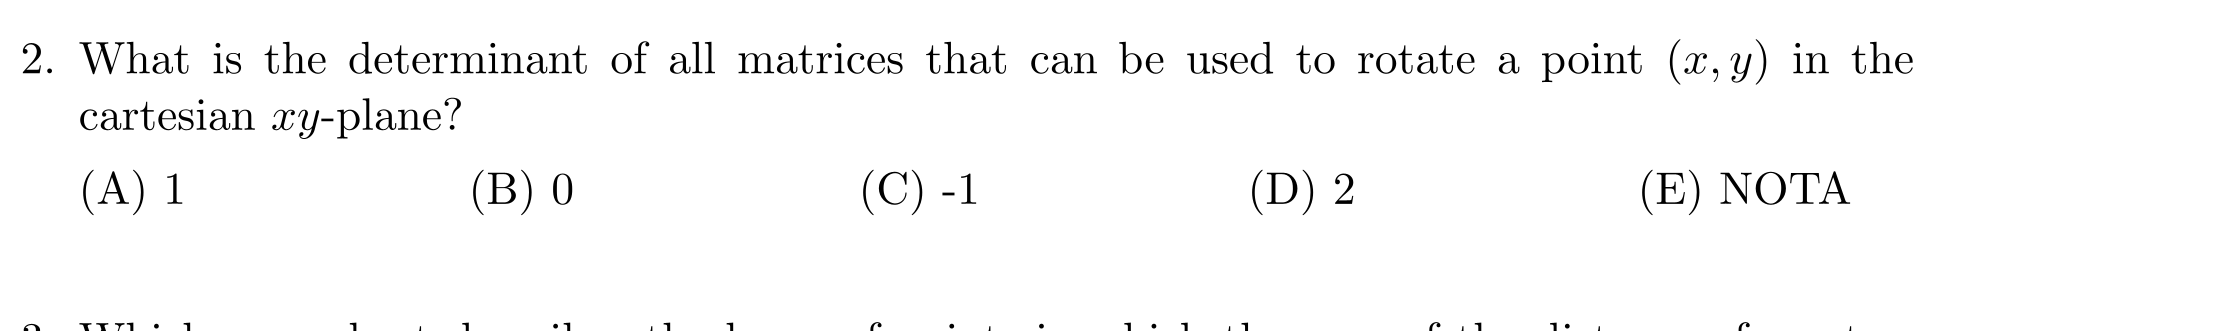 2. What is the determinant of all matrices that can be used to rotate a point (x, y) in the
cartesian xy-plane?
(A) 1 (B) 0 (C) -1 (D) 2 (E) NOTA